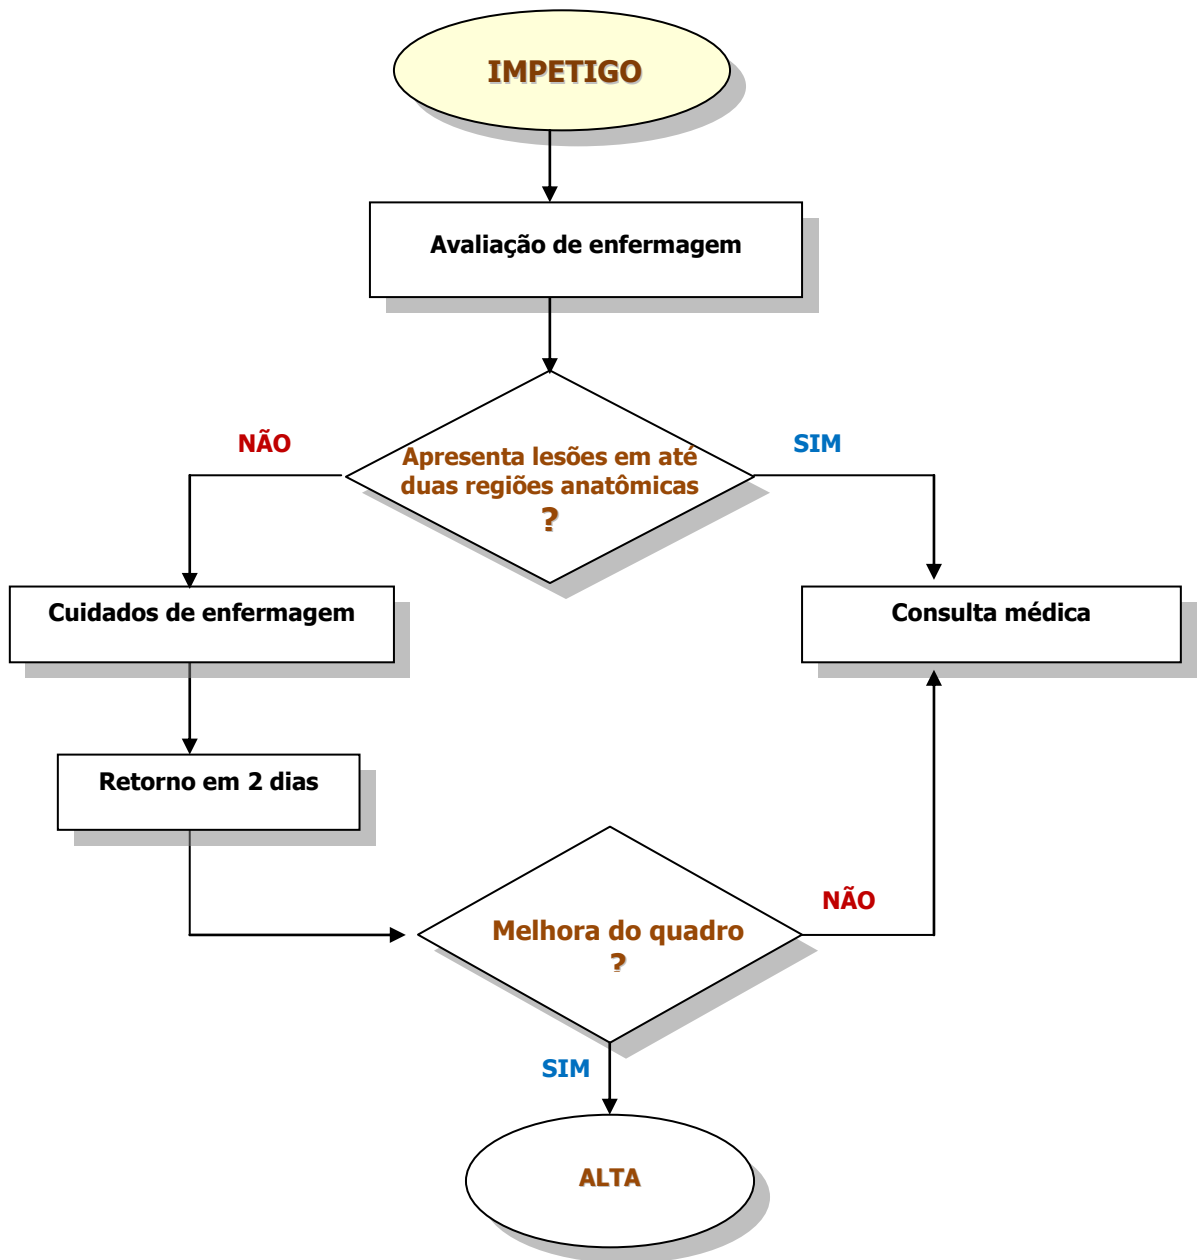 IMPETIGO
Avaliação de enfermagem
NÃO
SIM
Apresenta lesões em até
duas regiões anatômicas
?
Cuidados de enfermagem
Consulta médica
Retorno em 2 dias
NÃO
Melhora do quadro
?
SIM
ALTA